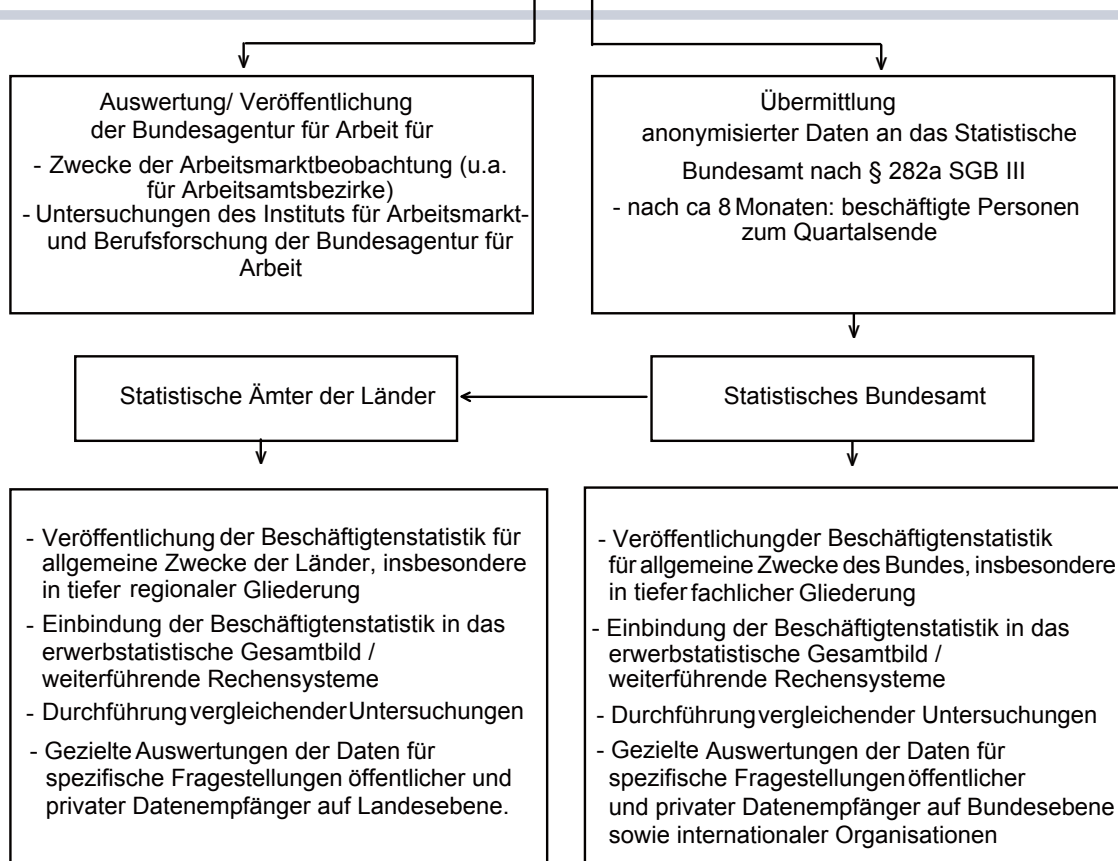 Auswertung/ Veröffentlichung
der Bundesagentur für Arbeit für
- Zwecke der Arbeitsmarktbeobachtung (u.a.
für Arbeitsamtsbezirke)
- Untersuchungen des Instituts für Arbeitsmarkt-
und Berufsforschung der Bundesagentur für
Arbeit
Übermittlung
anonymisierter Daten an das Statistische
Bundesamt nach § 282a SGB III
- nach ca 8 Monaten: beschäftigte Personen
zum Quartalsende
Statistische Ämter der Länder
Statistisches Bundesamt
- Veröffentlichung der Beschäftigtenstatistik für
allgemeine Zwecke der Länder, insbesondere
in tiefer regionaler Gliederung
- Einbindung der Beschäftigtenstatistik in das
erwerbstatistische Gesamtbild /
weiterführende Rechensysteme
- Durchführung vergleichender Untersuchungen
- Gezielte Auswertungen der Daten für
spezifische Fragestellungen öffentlicher und
privater Datenempfänger auf Landesebene.
- Veröffentlichung der Beschäftigtenstatistik
für allgemeine Zwecke des Bundes, insbesondere
in tiefer fachlicher Gliederung
- Einbindung der Beschäftigtenstatistik in das
erwerbstatistische Gesamtbild /
weiterführende Rechensysteme
- Durchführung vergleichender Untersuchungen
- Gezielte Auswertungen der Daten für
spezifische Fragestellungen öffentlicher
und privater Datenempfänger auf Bundesebene
sowie internationaler Organisationen